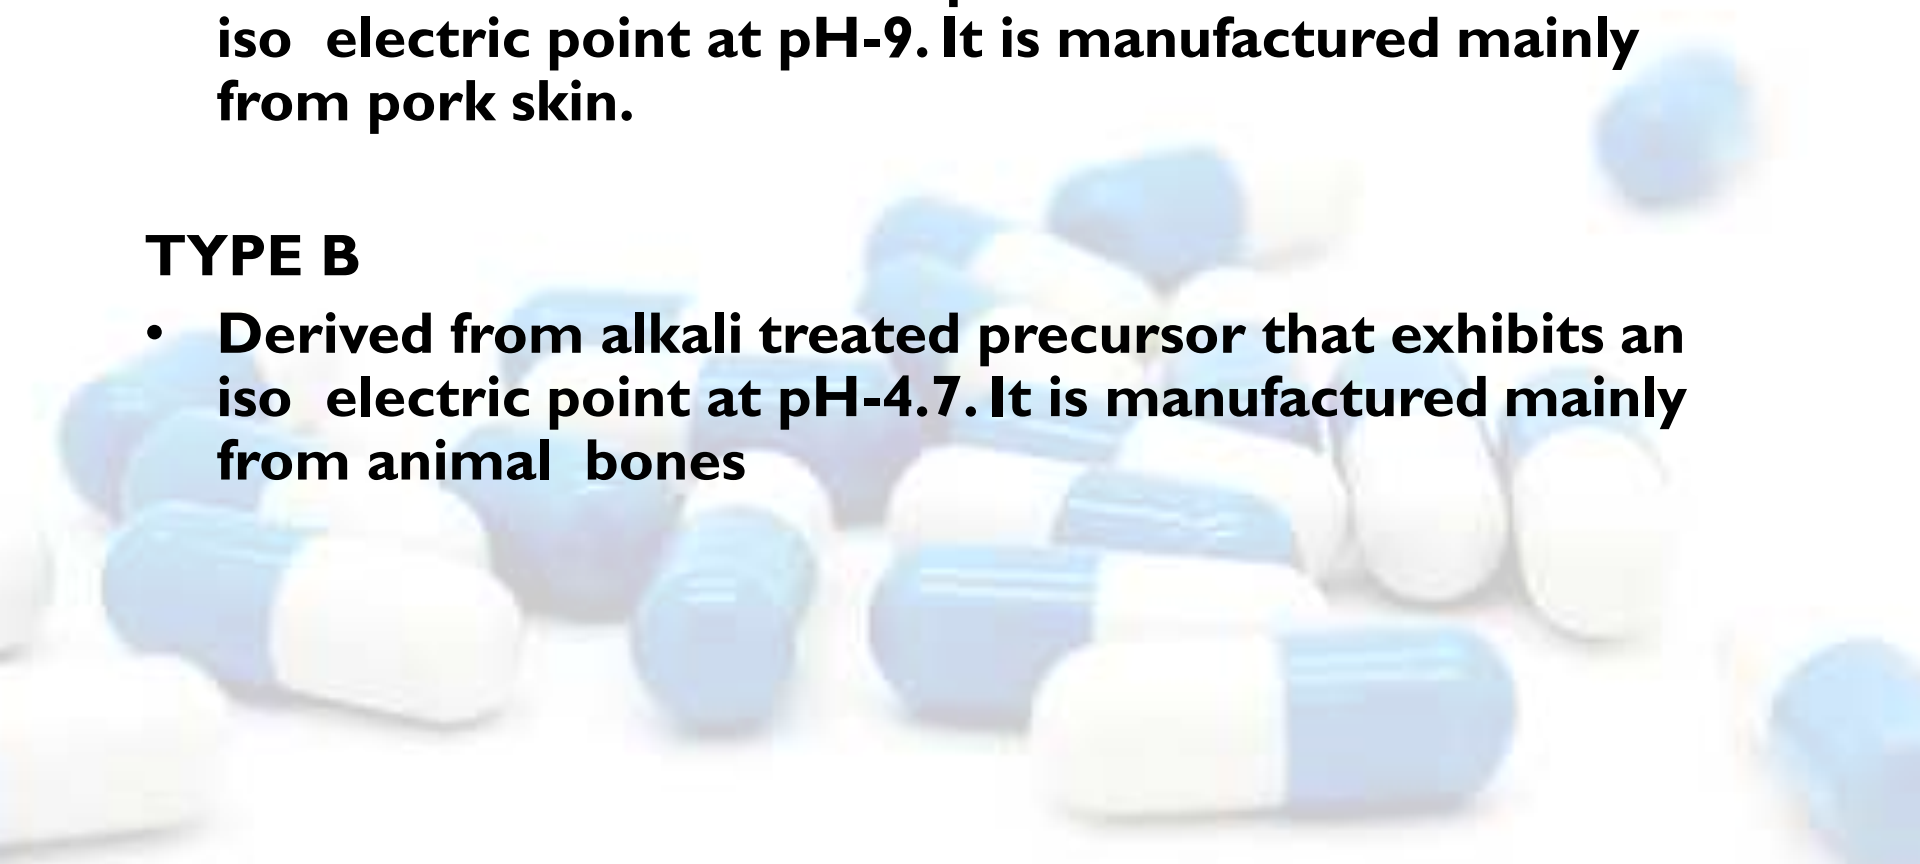 iso  electric point at pH-9. It is manufactured mainly
from pork skin.
TYPE B
• Derived from alkali treated precursor that exhibits an
iso  electric point at pH-4.7. It is manufactured mainly
from animal  bones